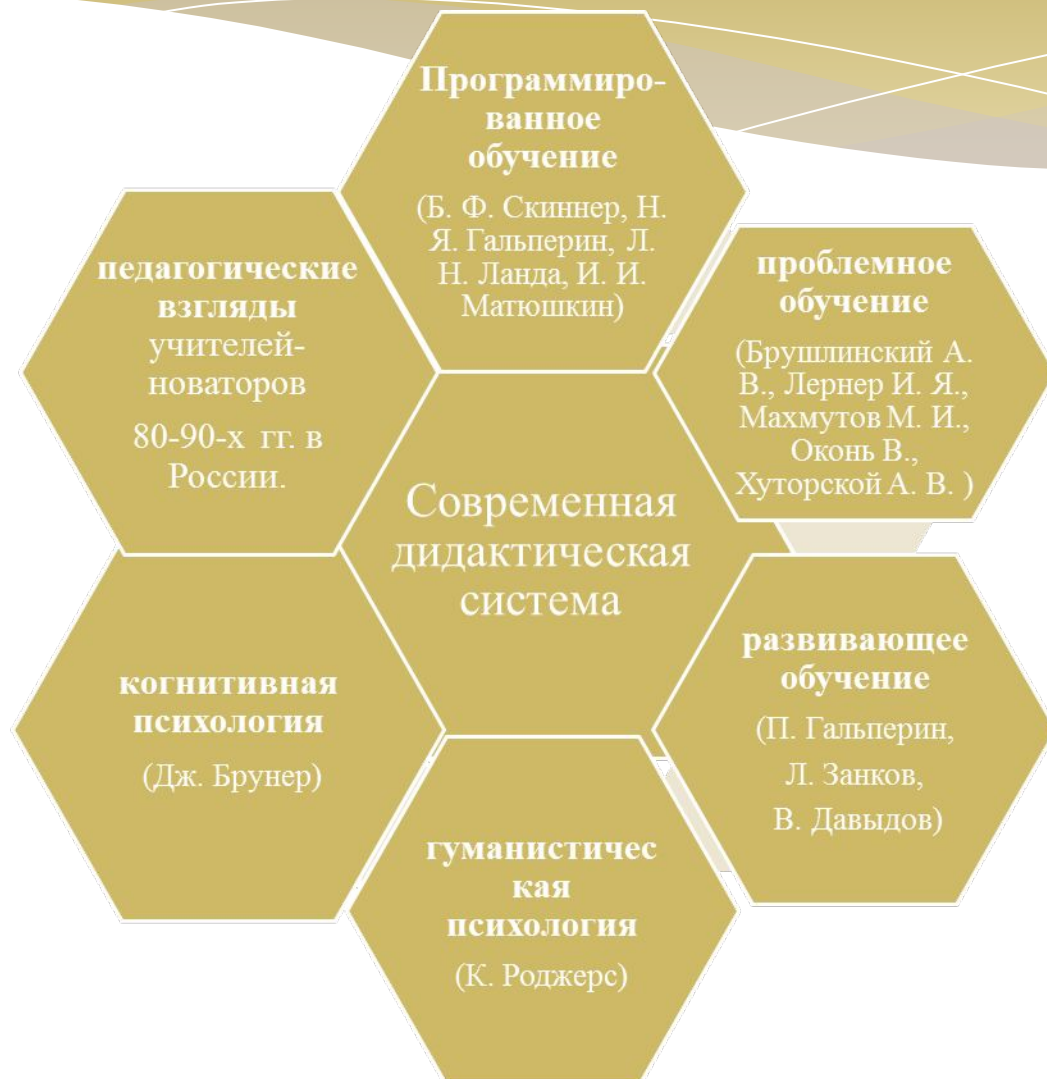 Программиро-
ванное
обучение
(Б. Ф. Скиннер, Н.
Я. Гальперин, Л.
Н. Ланда, И. И.
Матюшкин)
проблемное
обучение
(Брушлинский А.
В., Лернер И. Я.,
Махмутов М. И.,
Оконь В.,
Хуторской А. В. )
развивающее
обучение
(П. Гальперин,
Л. Занков,
В. Давыдов)
гуманистичес
кая
психология
(К. Роджерс)
когнитивная
психология
(Дж. Брунер)
педагогические
взгляды
учителей-
новаторов
80-90-х гг. в
России.
Современная
дидактическая
система